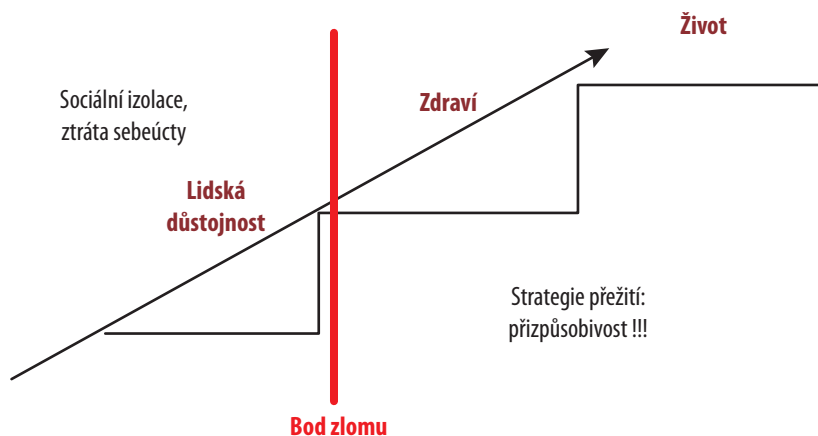 Život
Sociální izolace,
ztráta sebeúcty
Zdraví
Lidská
důstojnost
Strategie přežití:
přizpůsobivost !!!
Bod zlomu